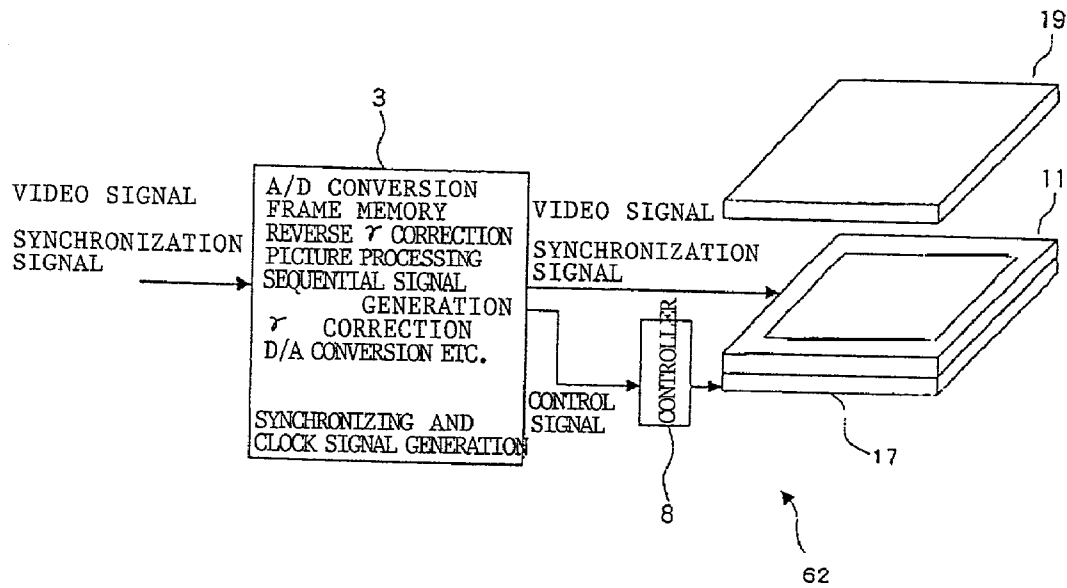 19
3
11
VIDEO SIGNAL
SYNCHRONIZATION
SIGNAL
A/D CONVERSION
FRAME MEMORY
REVERSE γ CORRECTION
PICTURE PROCESSING
SEQUENTIAL SIGNAL
GENERATION
γ CORRECTION
D/A CONVERSION ETC.
SYNCHRONIZING AND
CLOCK SIGNAL GENERATION
VIDEO SIGNAL
SYNCHRONIZATION
SIGNAL
CONTROL
SIGNAL
CONTROLLER
8
17
62